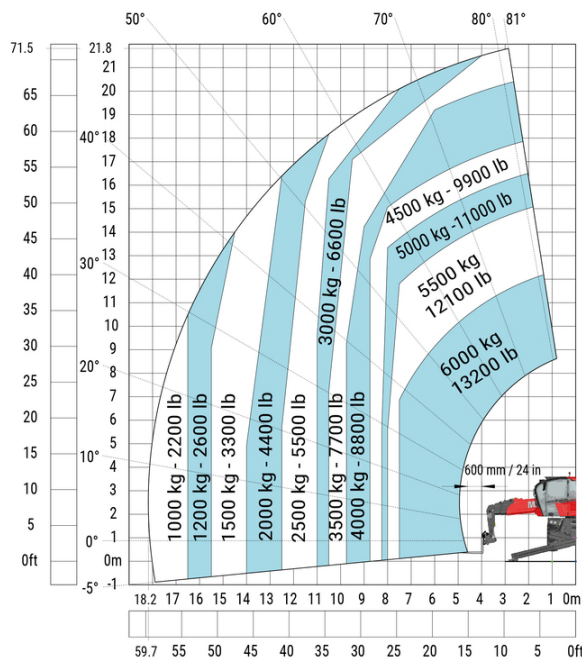 50° 60° 70° 80° 81°
71.5 21.8
21
65 20
19
60
40° 18
55 17
16
50 15
45 14
13
40 30° 12
35 11
30 10
9
25 20° 8
7
20 6
15 5
10° 4
10 3
5 2
0° 1
0ft 0m
-5° -1
1000 kg - 2200 lb
1200 kg - 2600 lb
1500 kg - 3300 lb
2000 kg - 4400 lb
2500 kg - 5500 lb
3000 kg - 6600 lb
3500 kg - 7700 lb
4000 kg - 8800 lb
4500 kg - 9900 lb
5000 kg -11000 lb
5500 kg
12100 lb
6000 kg
13200 lb
600 mm / 24 in
18.2 17 16 15 14 13 12 11 10 9 8 7 6 5 4 3 2 1 0m
59.7 55 50 45 40 35 30 25 20 15 10 5 0ft